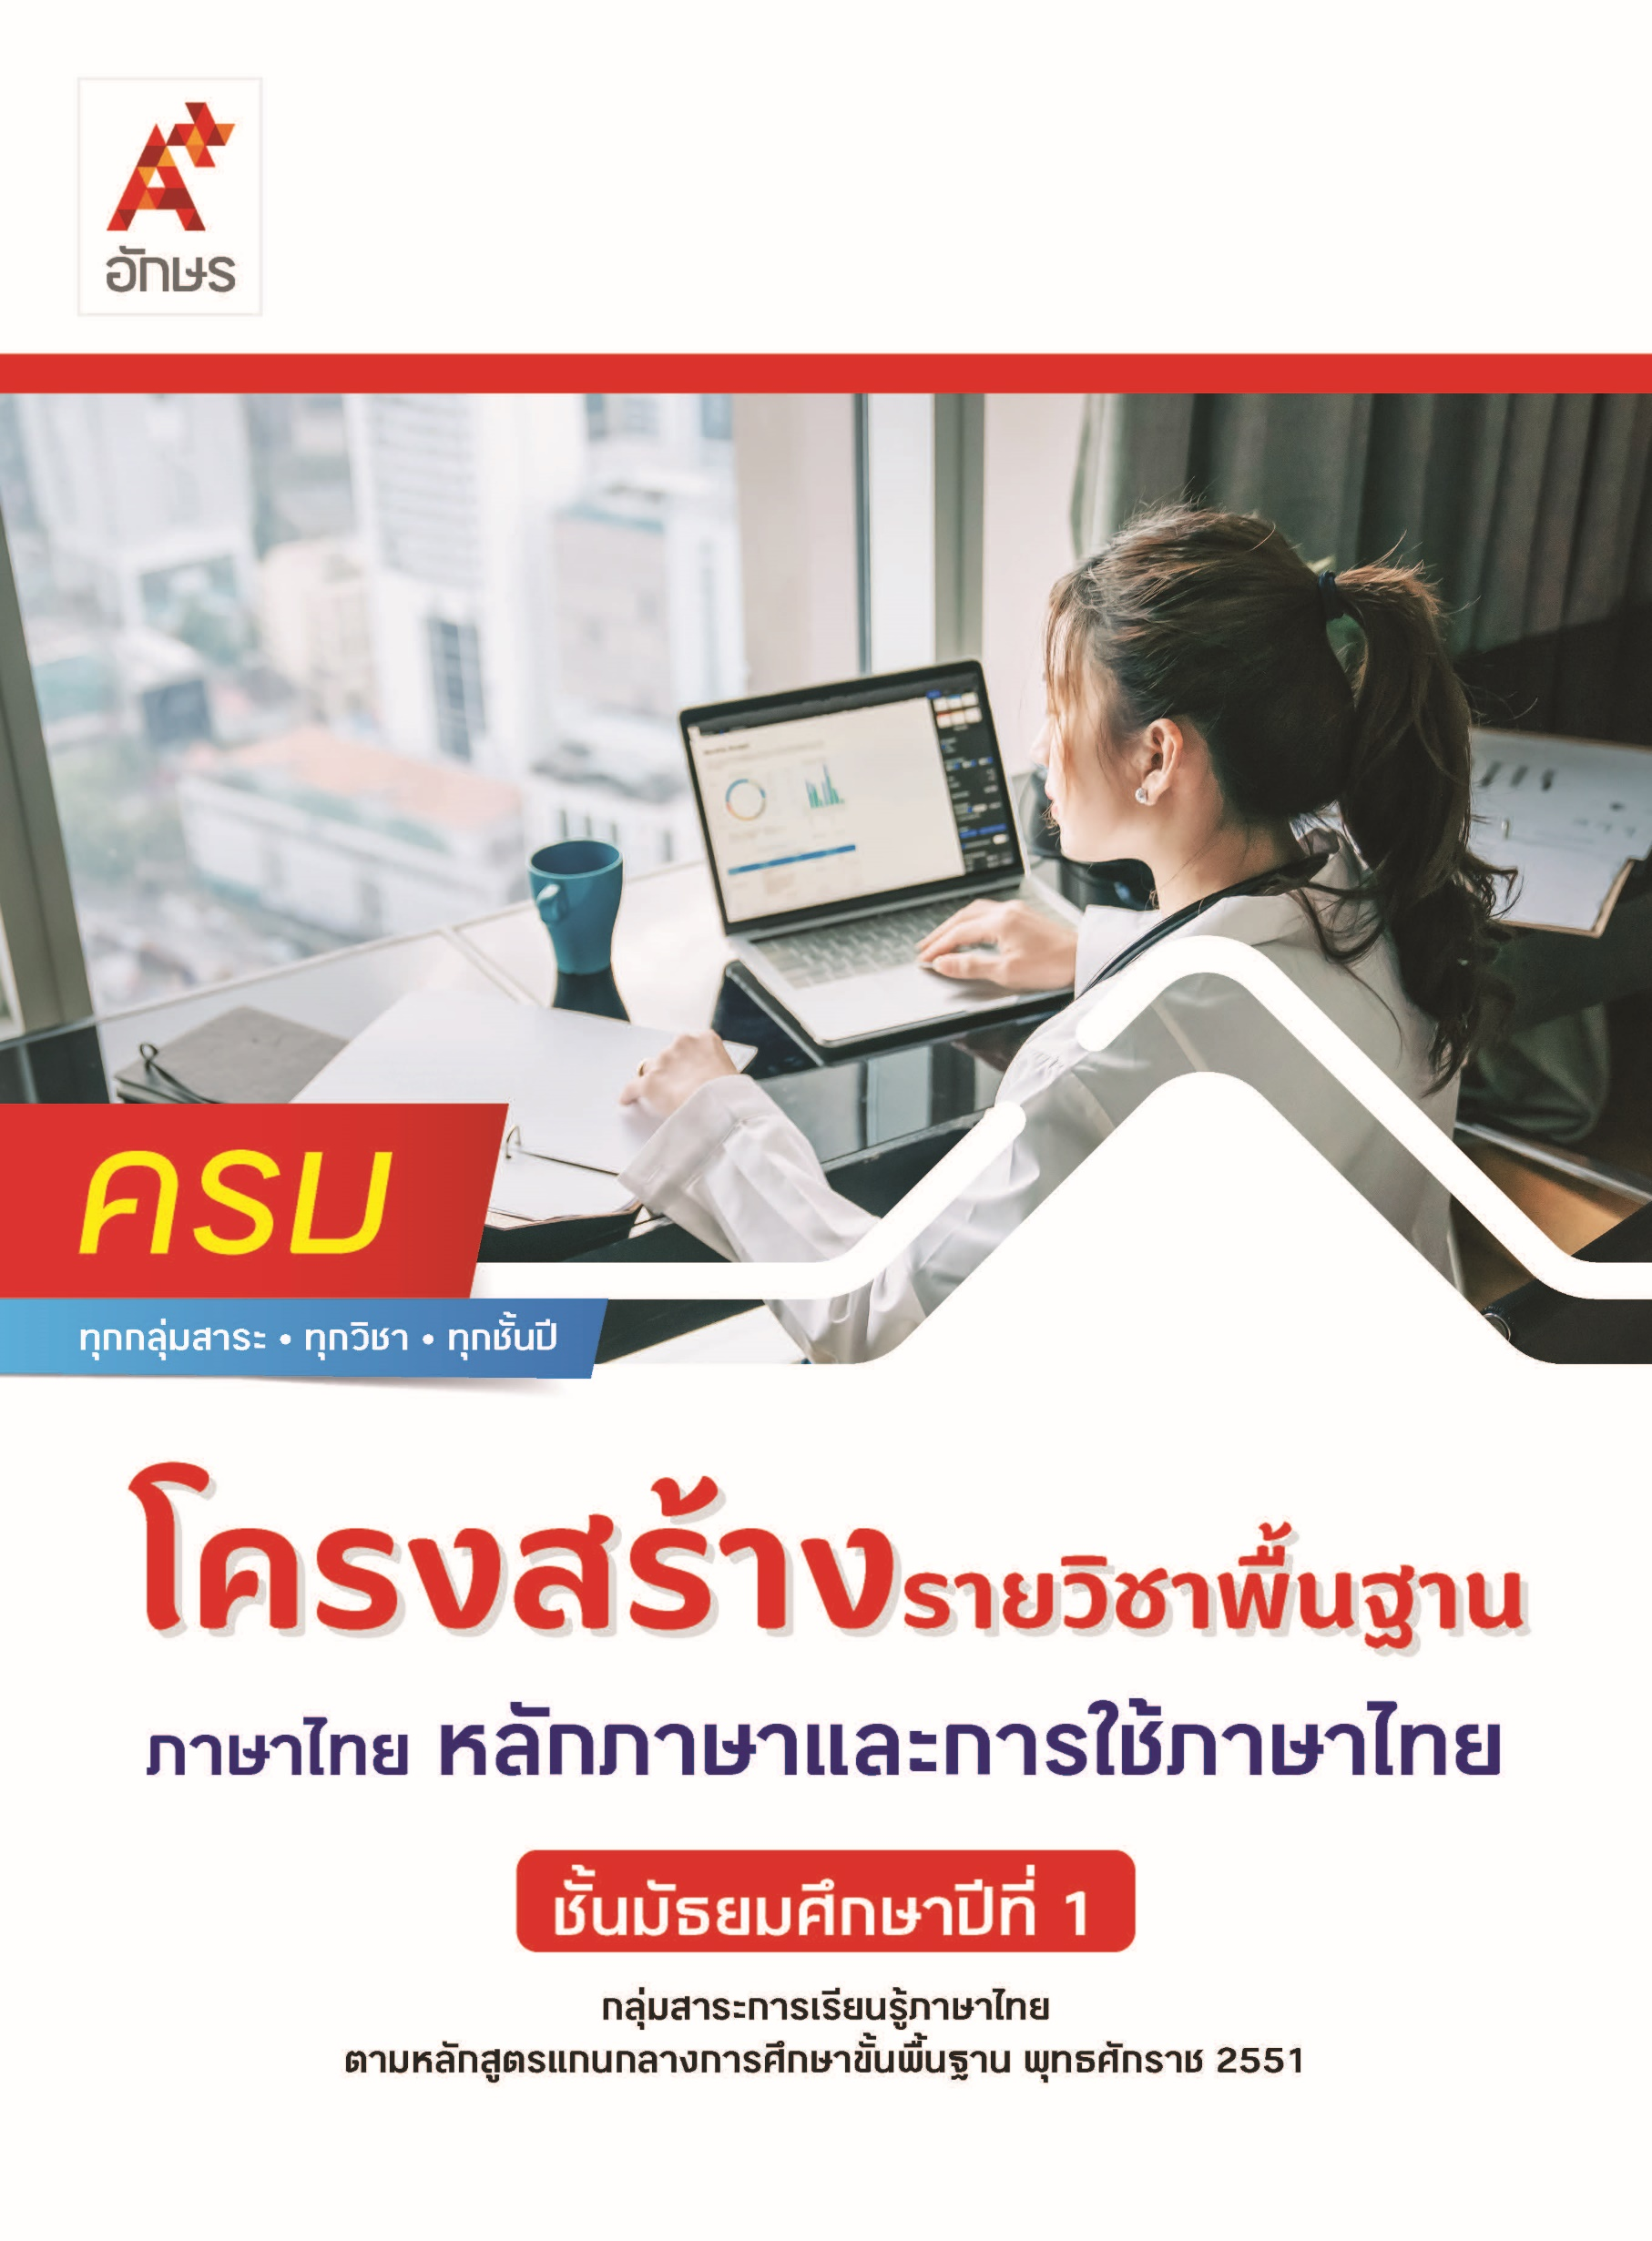 อักษร
ครบ
ทุกกลุ่มสาระ • ทุกวิชา • ทุกชั้นปี
โครงสร้างรายวิชาพื้นฐาน
ภาษาไทย หลักภาษาและการใช้ภาษาไทย
ชั้นมัธยมศึกษาปีที่ 1
กลุ่มสาระการเรียนรู้ภาษาไทย
ตามหลักสูตรแกนกลางการศึกษาขั้นพื้นฐาน พุทธศักราช 2551